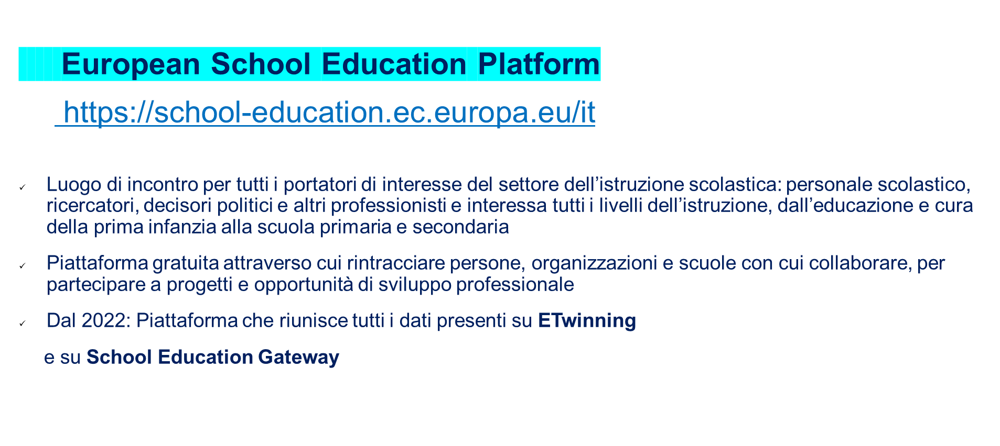 European School Education Platform
https://school-education.ec.europa.eu/it
✓ Luogo di incontro per tutti i portatori di interesse del settore dell’istruzione scolastica: personale scolastico,
ricercatori, decisori politici e altri professionisti e interessa tutti i livelli dell’istruzione, dall’educazione e cura
della prima infanzia alla scuola primaria e secondaria
✓ Piattaforma gratuita attraverso cui rintracciare persone, organizzazioni e scuole con cui collaborare, per
partecipare a progetti e opportunità di sviluppo professionale
✓ Dal 2022: Piattaforma che riunisce tutti i dati presenti su ETwinning
e su School Education Gateway